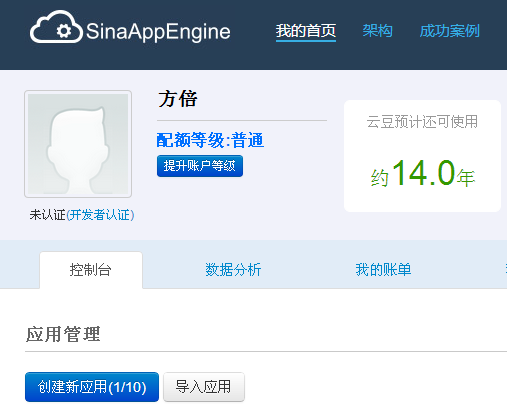 SinaAppEngine 我的首页 架构 成功案例
方倍
配额等级:普通
提升账户等级
未认证(开发者认证)
云豆预计还可使用
约14.0年
控制台 数据分析 我的账单
应用管理
创建新应用(1/10) 导入应用